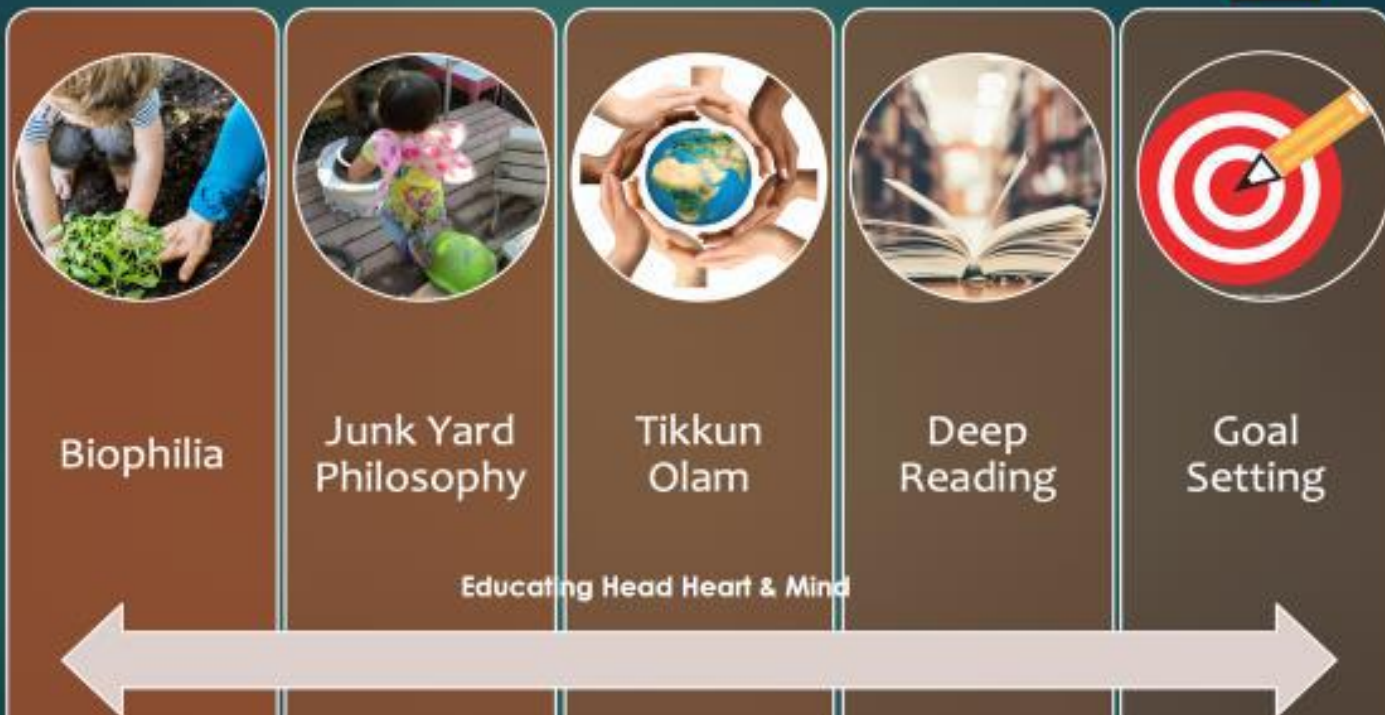 Biophilia
Junk Yard
Philosophy
Tikkun
Olam
Deep
Reading
Goal
Setting
Educating Head Heart & Mind